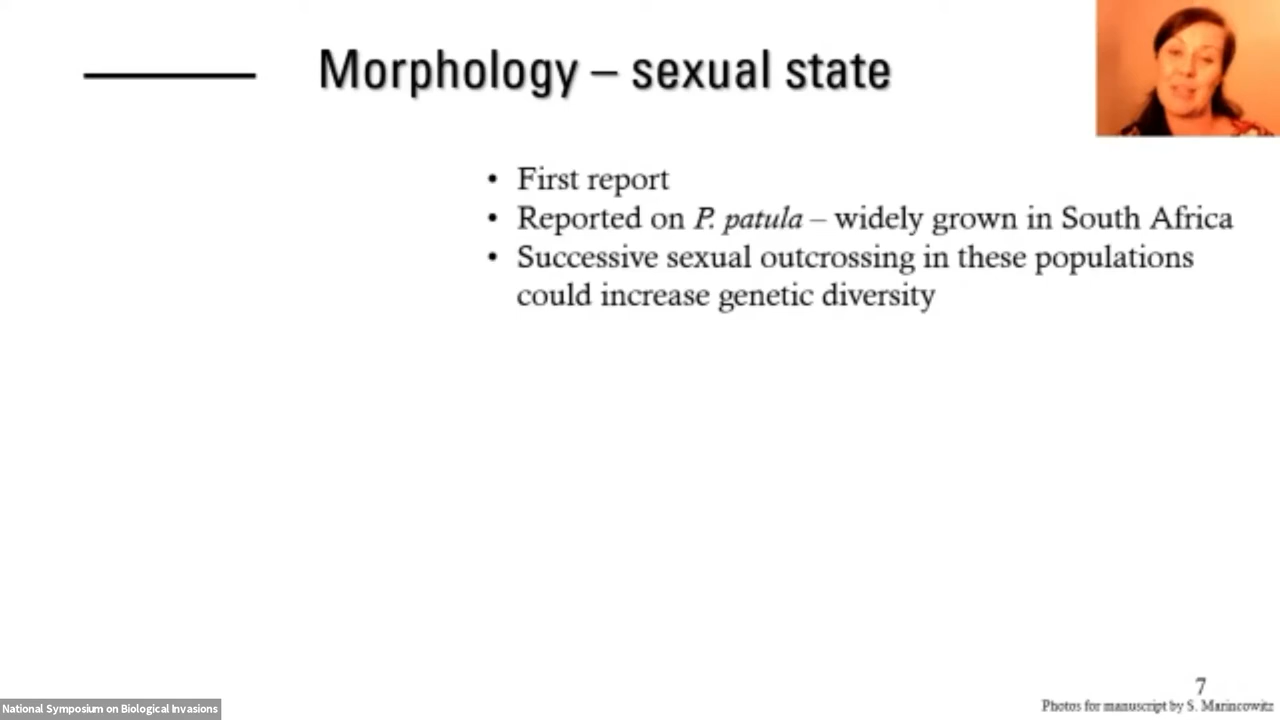 Morphology – sexual state
• First report
• Reported on P. patula – widely grown in South Africa
• Successive sexual outcrossing in these populations
could increase genetic diversity
7
Photos for manuscript by S. Marincowitz
National Symposium on Biological Invasions